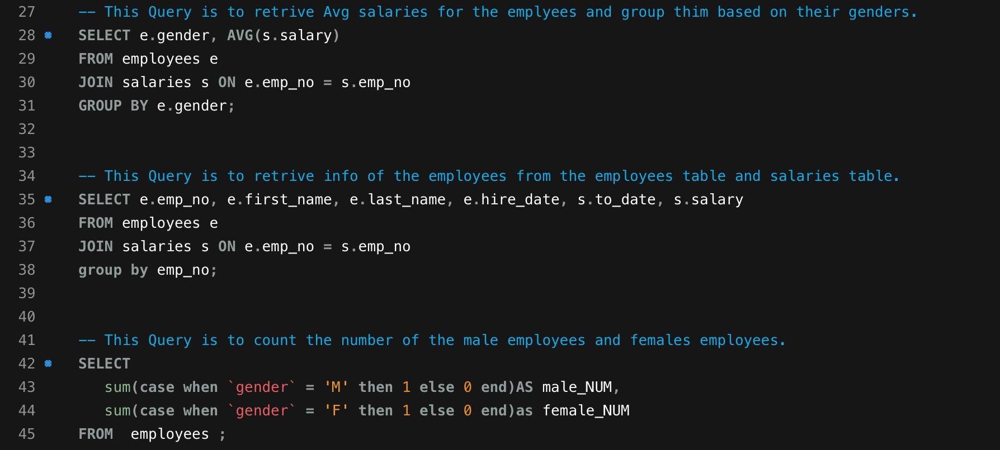 27 -- This Query is to retrive Avg salaries for the emplyees and group thim based on their genders.
28 SELECT e.gender, AVG(s.salary)
29 FROM employees e
30 JOIN salaries s ON e.emp_no = s.emp_no
31 GROUP BY e.gender;
32
33
34 -- This Query is to retrive info of the employees from the employees table and salaries table.
35 SELECT e.emp_no, e.first_name, e.last_name, e.hire_date, s.to_date, s.salary
36 FROM employees e
37 JOIN salaries s ON e.emp_no = s.emp_no
38 group by emp_no;
39
40
41 -- This Query is to count the number of the male employees and females employees.
42 SELECT
43 sum(case when `gender` = 'M' then 1 else 0 end)AS male_NUM,
44 sum(case when `gender` = 'F' then 1 else 0 end)as female_NUM
45 FROM  employees ;